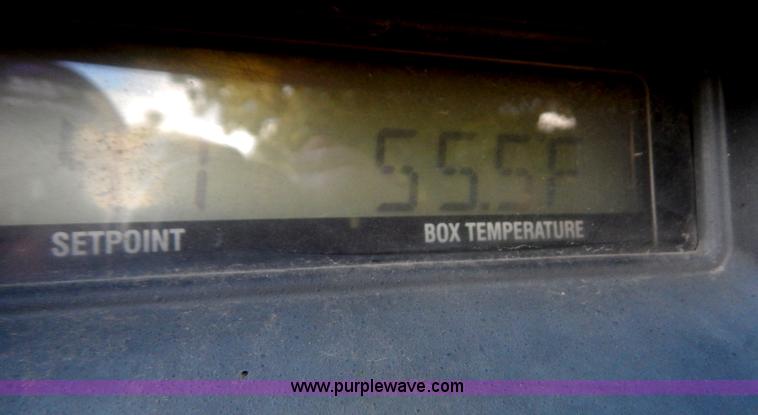 55.5F
SETPOINT BOX TEMPERATURE
www.purplewave.com